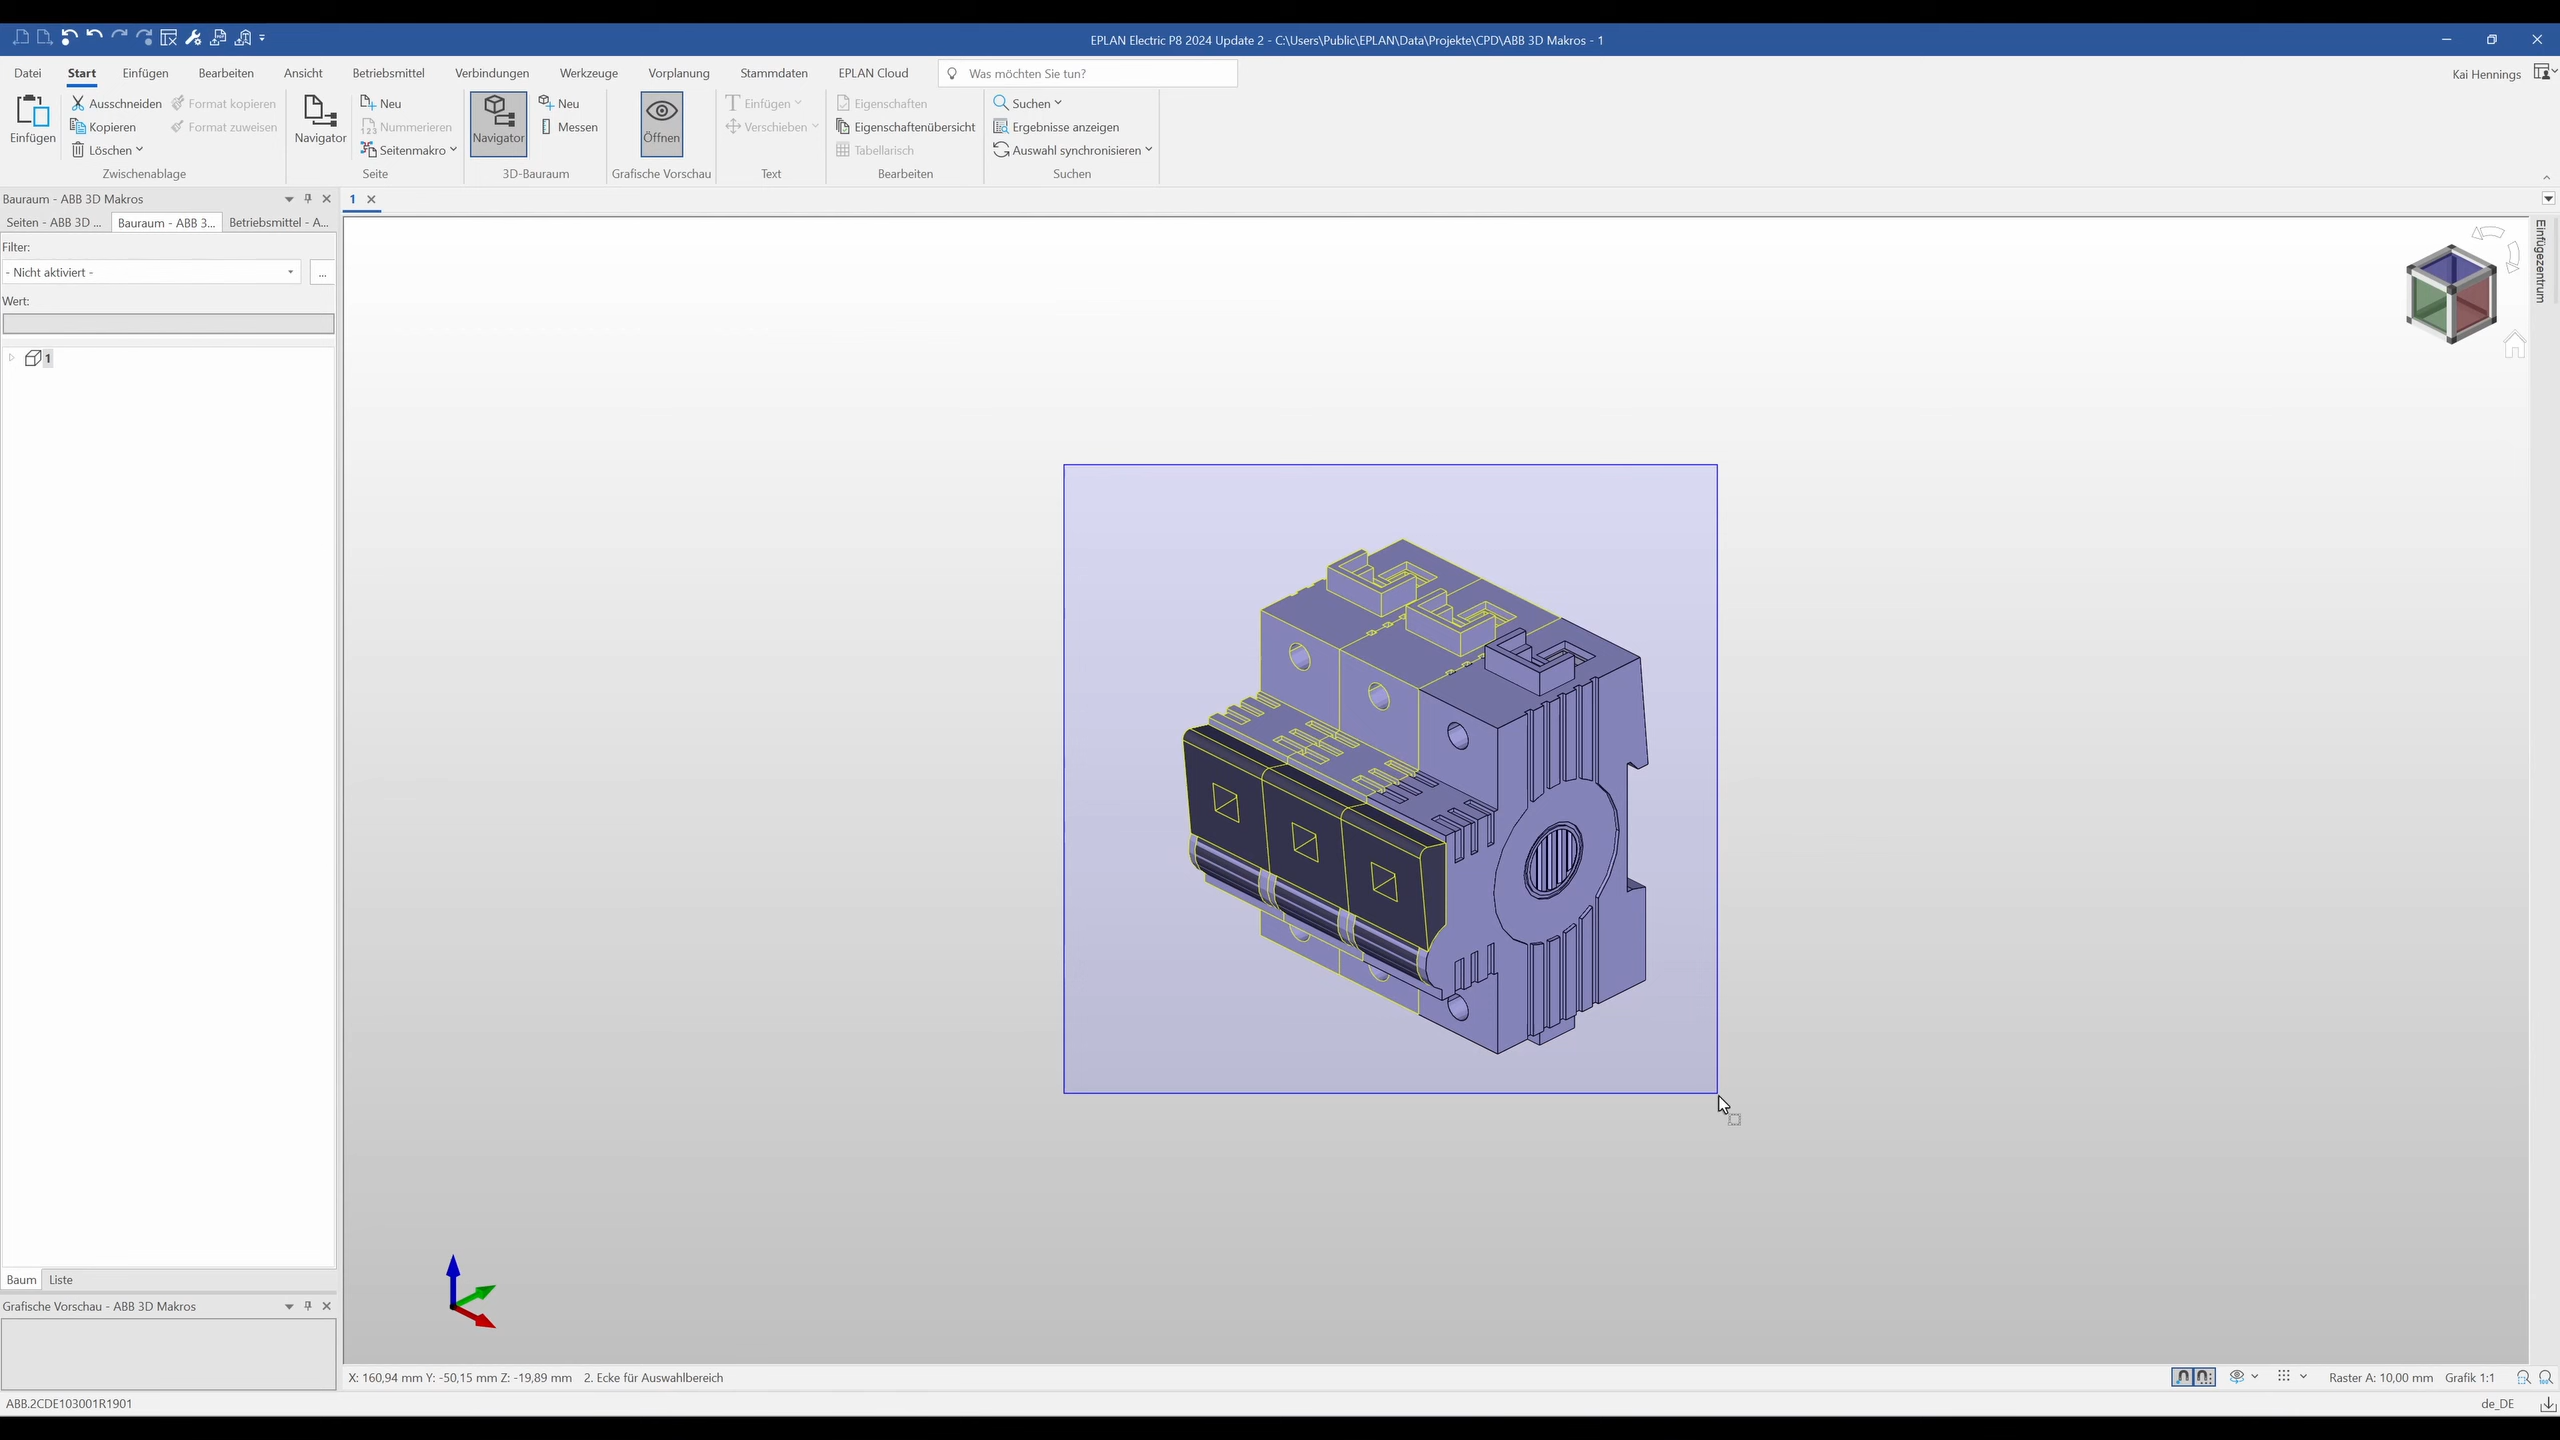 EPLAN Electric P8 2024 Update 2 - C:\Users\Public\EPLAN\Data\Projekte\CPD\ABB 3D Makros - 1
Datei Start Einfügen Bearbeiten Ansicht Betriebsmittel Verbindungen Werkzeuge Vorplanung Stammdaten EPLAN Cloud Was möchten Sie tun? Kai Hennings
Ausschneiden Format kopieren Neu Neu Einfügen Eigenschaften Suchen
Einfügen Kopieren Format zuweisen Navigator 123 Nummerieren Navigator Messen Öffnen Verschieben Eigenschaftenübersicht Ergebnisse anzeigen
Löschen Seitenmakro Tabellarisch Auswahl synchronisieren
Zwischenablage Seite 3D-Bauraum Grafische Vorschau Text Bearbeiten Suchen
Bauraum - ABB 3D Makros 1
Seiten - ABB 3D ... Bauraum - ABB 3... Betriebsmittel - A...
Filter:
- Nicht aktiviert - ...
Wert:
1
Einfügezentrum
Baum Liste
Grafische Vorschau - ABB 3D Makros
X: 160,94 mm Y: -50,15 mm Z: -19,89 mm 2. Ecke für Auswahlbereich Raster A: 10,00 mm Grafik 1:1
ABB.2CDE103001R1901 de_DE